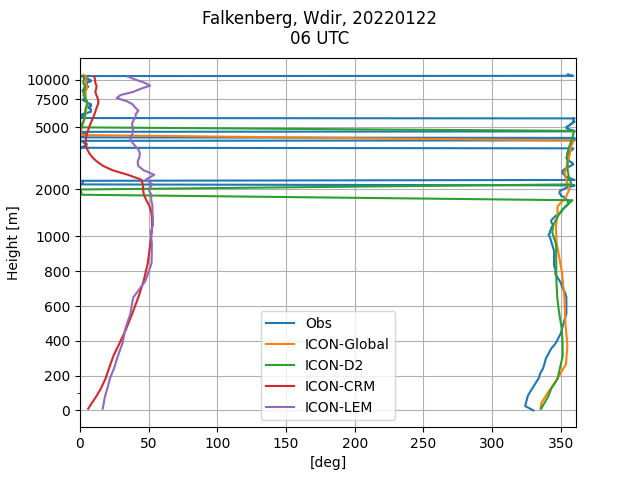 Falkenberg, Wdir, 20220122
06 UTC
10000
7500
5000
2000
1000
800
600
400
200
0
Height [m]
Obs
ICON-Global
ICON-D2
ICON-CRM
ICON-LEM
0 50 100 150 200 250 300 350
[deg]